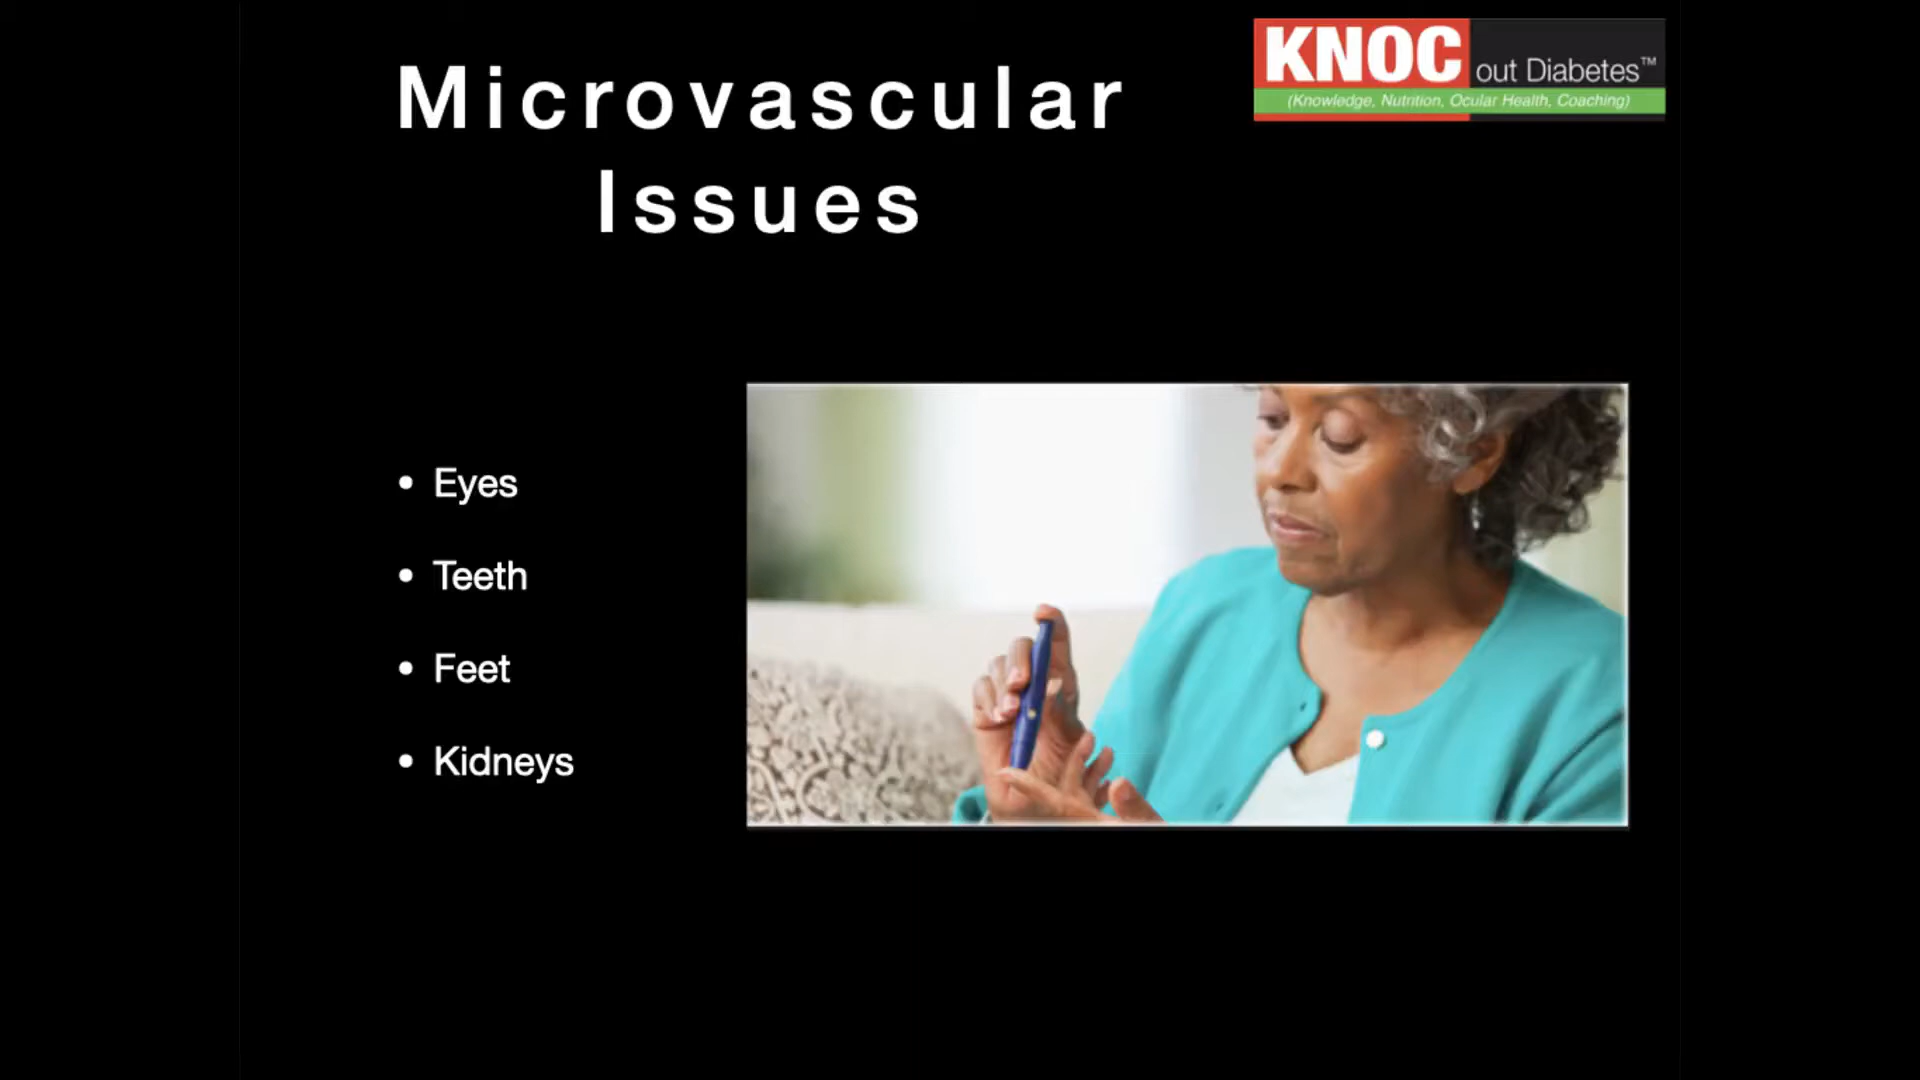 Microvascular
Issues
KNOC out Diabetes™
(Knowledge, Nutrition, Ocular Health, Coaching)
• Eyes
• Teeth
• Feet
• Kidneys